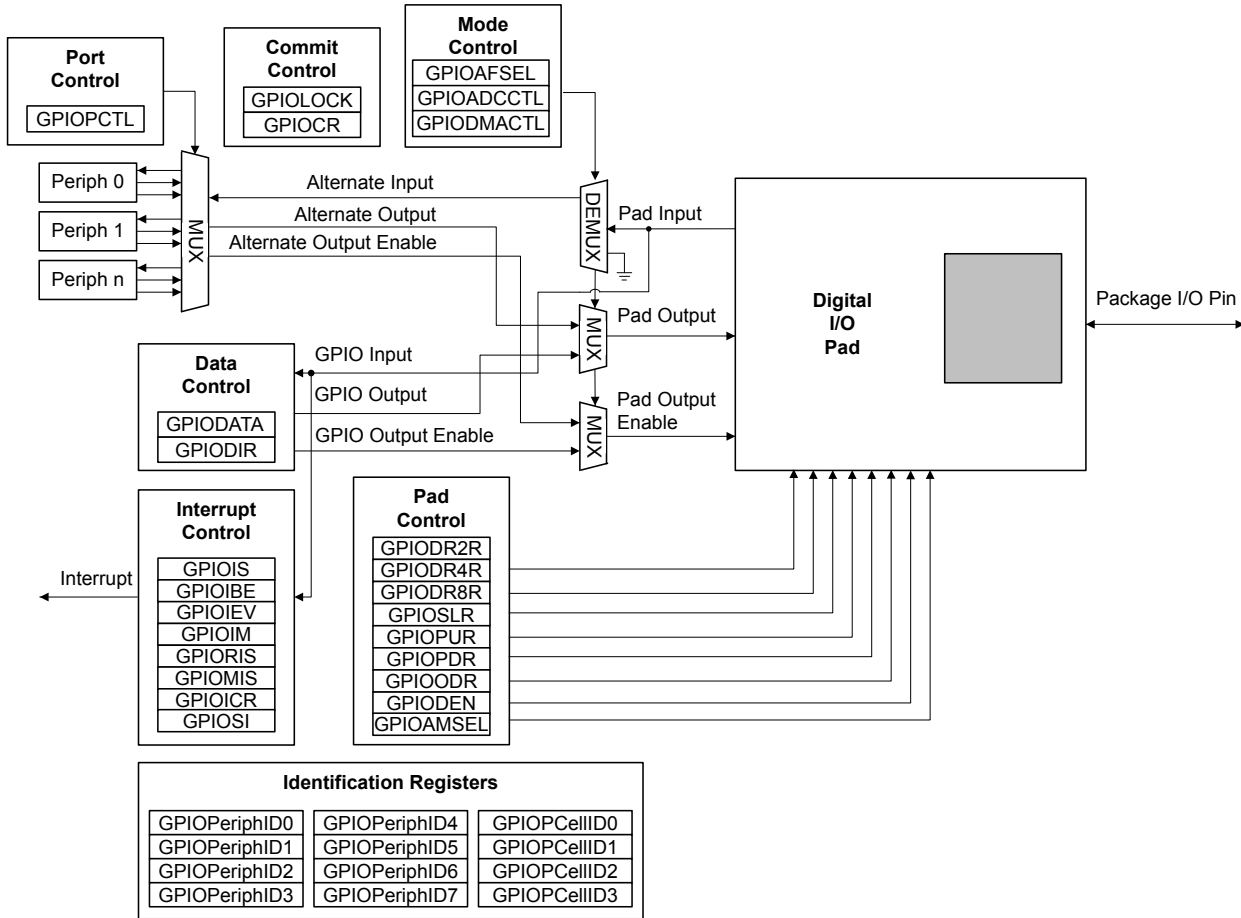 Port
Control
GPIOPCTL
Commit
Control
GPIOLOCK
GPIOCR
Mode
Control
GPIOAFSEL
GPIOADCCTL
GPIODMACTL
Periph 0
Periph 1
Periph n
MUX
Alternate Input
Alternate Output
Alternate Output Enable
DEMUX
Pad Input
MUX
Pad Output
MUX
Pad Output
Enable
Digital
I/O
Pad
Package I/O Pin
Data
Control
GPIODATA
GPIODIR
GPIO Input
GPIO Output
GPIO Output Enable
Interrupt
Control
GPIOIS
GPIOIBE
GPIOIEV
GPIOIM
GPIORIS
GPIOMIS
GPIOICR
GPIOSI
Interrupt
Pad
Control
GPIODR2R
GPIODR4R
GPIODR8R
GPIOSLR
GPIOPUR
GPIOPDR
GPIOODR
GPIODEN
GPIOAMSEL
Identification Registers
GPIOPeriphID0 GPIOPeriphID4 GPIOPCellID0
GPIOPeriphID1 GPIOPeriphID5 GPIOPCellID1
GPIOPeriphID2 GPIOPeriphID6 GPIOPCellID2
GPIOPeriphID3 GPIOPeriphID7 GPIOPCellID3